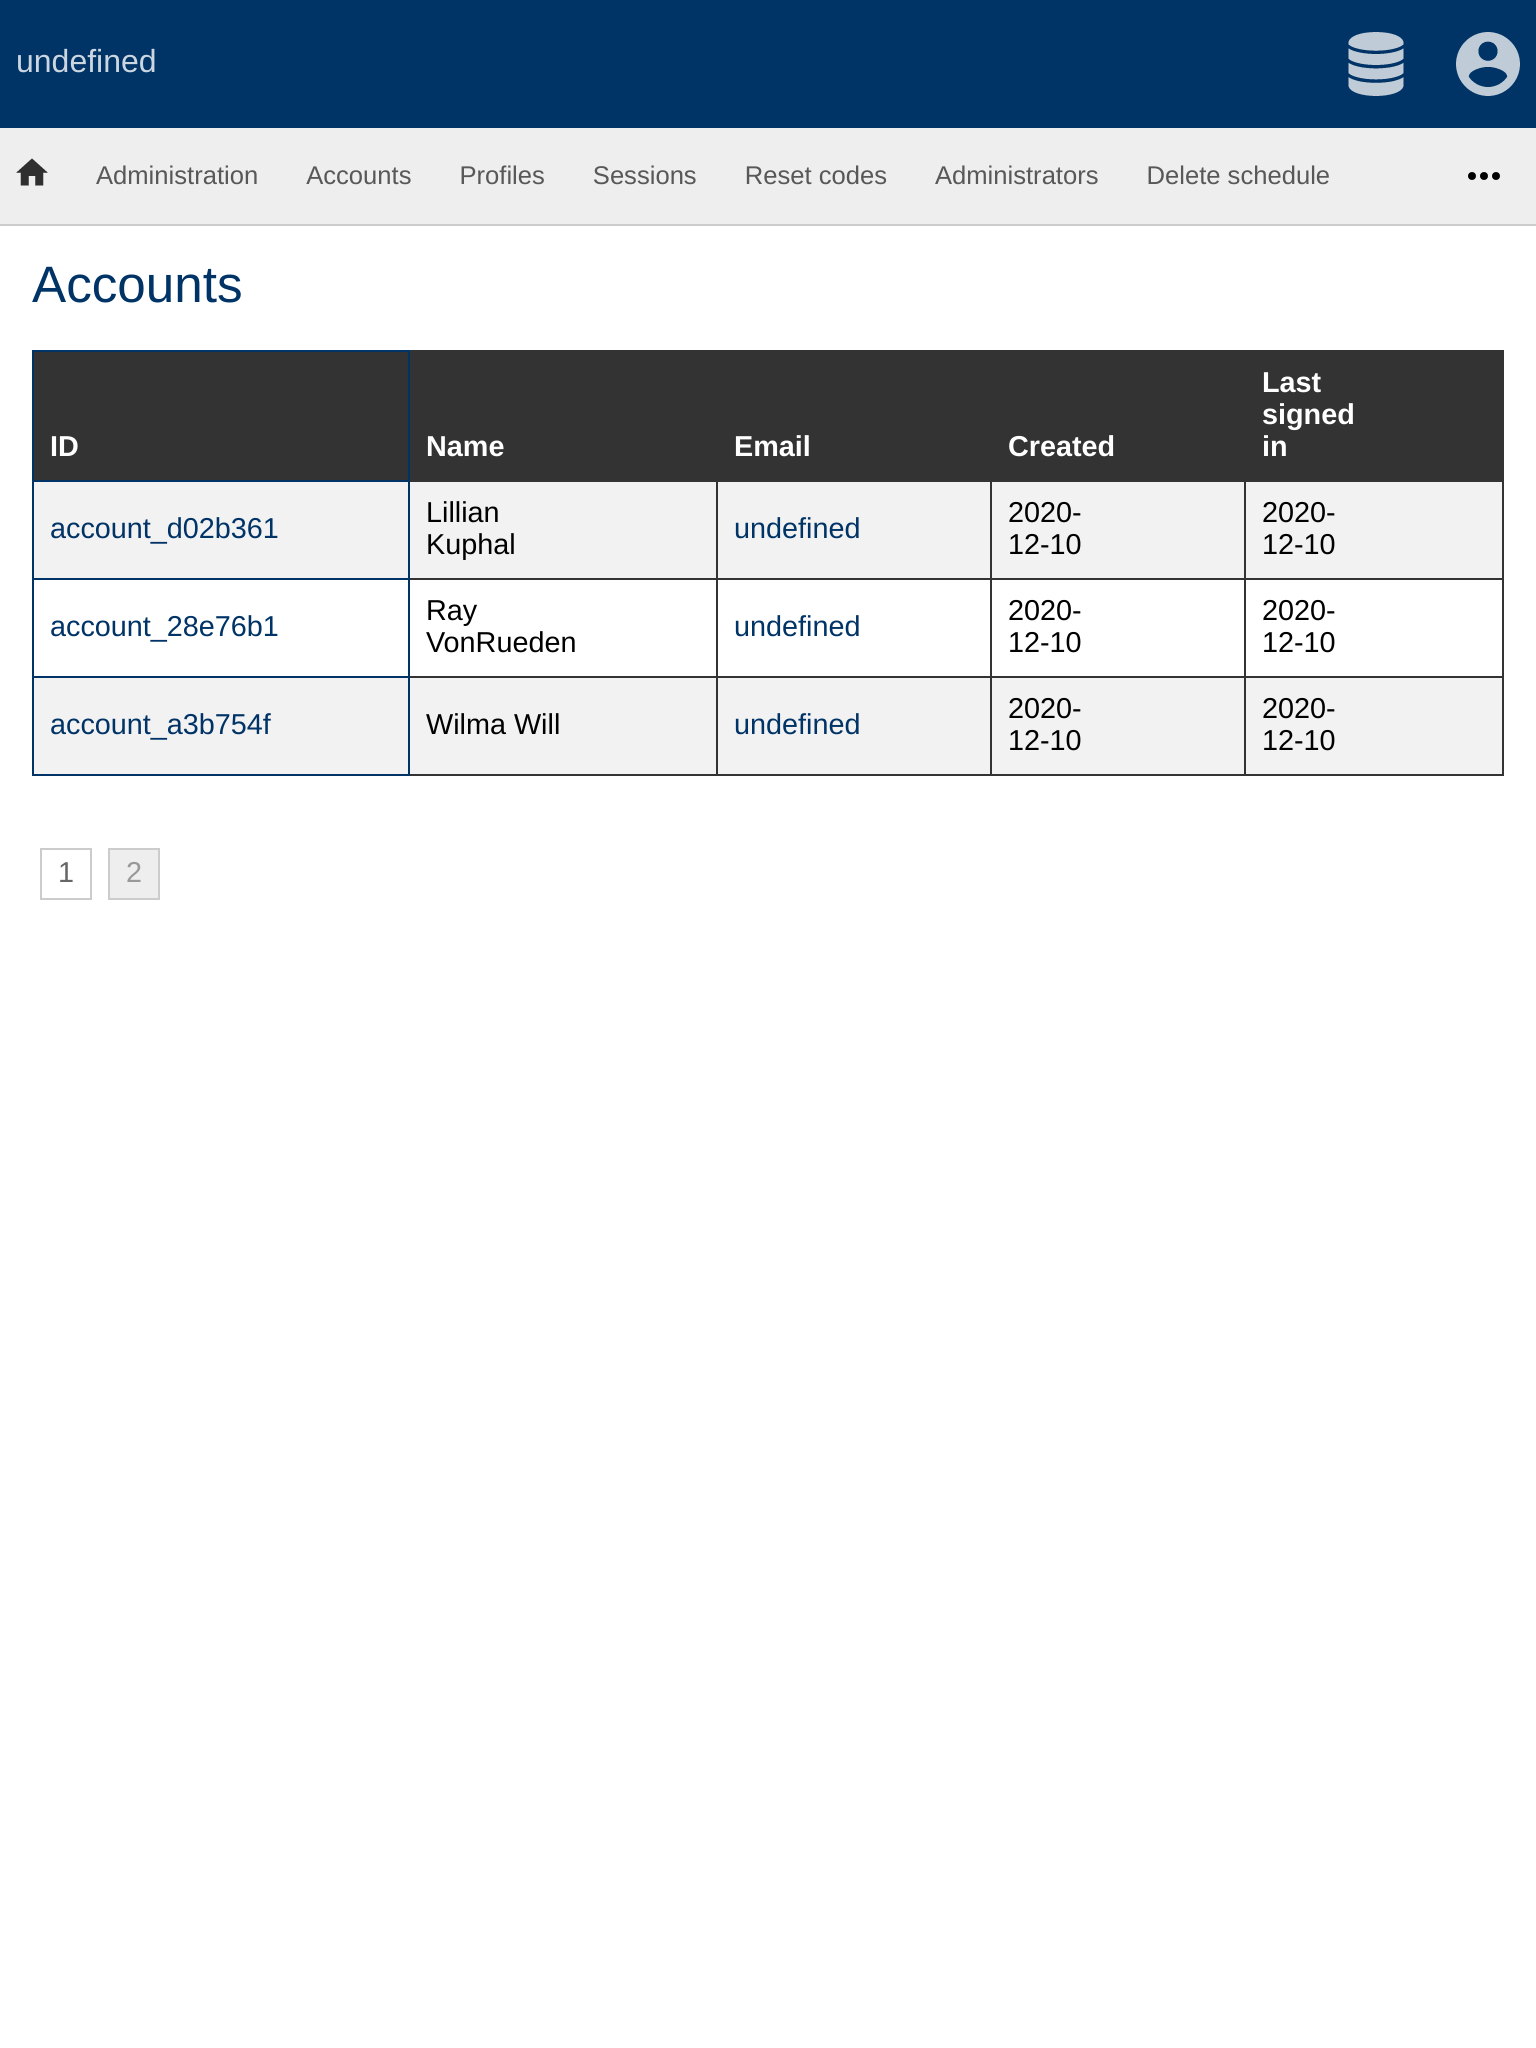 undefined
Administration Accounts Profiles Sessions Reset codes Administrators Delete schedule
Accounts
ID Name Email Created Last signed in
account_d02b361 Lillian Kuphal undefined 2020-12-10 2020-12-10
account_28e76b1 Ray VonRueden undefined 2020-12-10 2020-12-10
account_a3b754f Wilma Will undefined 2020-12-10 2020-12-10
1 2